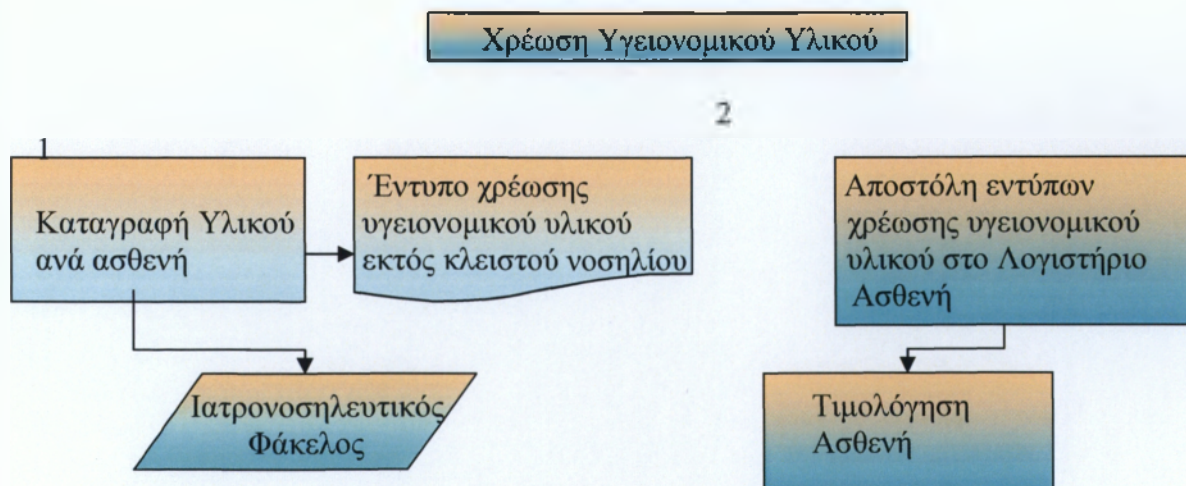 Χρέωση Υγειονομικού Υλικού
2
1
Καταγραφή Υλικού
ανά ασθενή
Έντυπο χρέωσης
υγειονομικού υλικού
εκτός κλειστού νοσηλίου
Αποστόλη εντύπων
χρέωσης υγειονομικού
υλικού στο Λογιστήριο
Ασθενή
Ιατρονοσηλευτικός
Φάκελος
Τιμολόγηση
Ασθενή